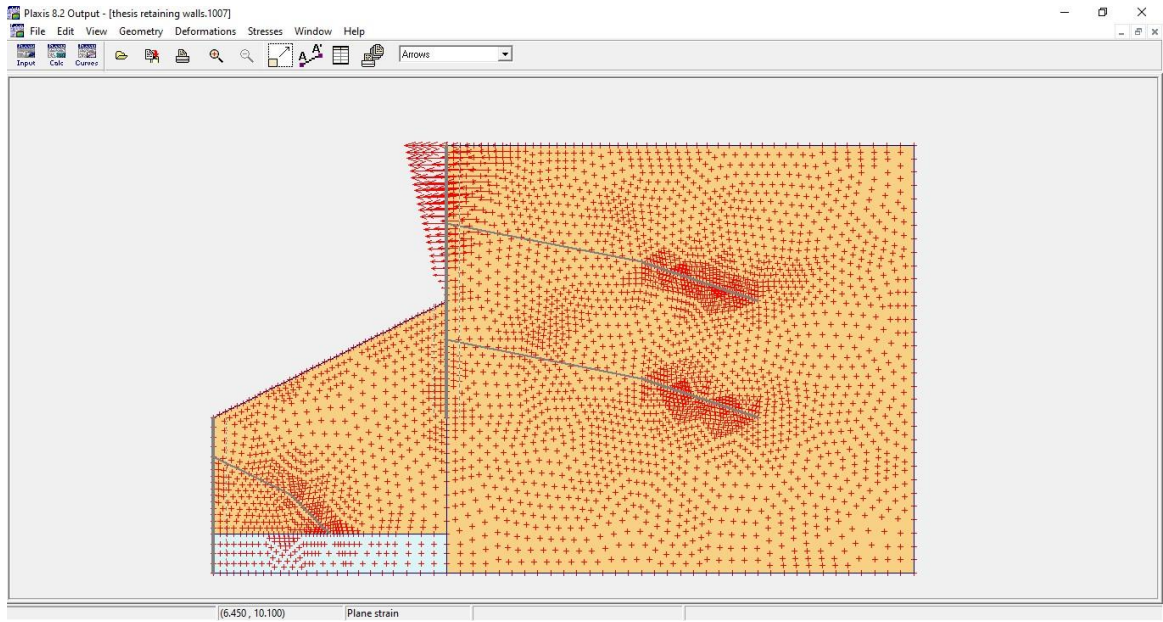 Plaxis 8.2 Output - [thesis retaining walls.1007]
File Edit View Geometry Deformations Stresses Window Help
Input Calc Curves Arrows
(6.450 , 10.100) Plane strain